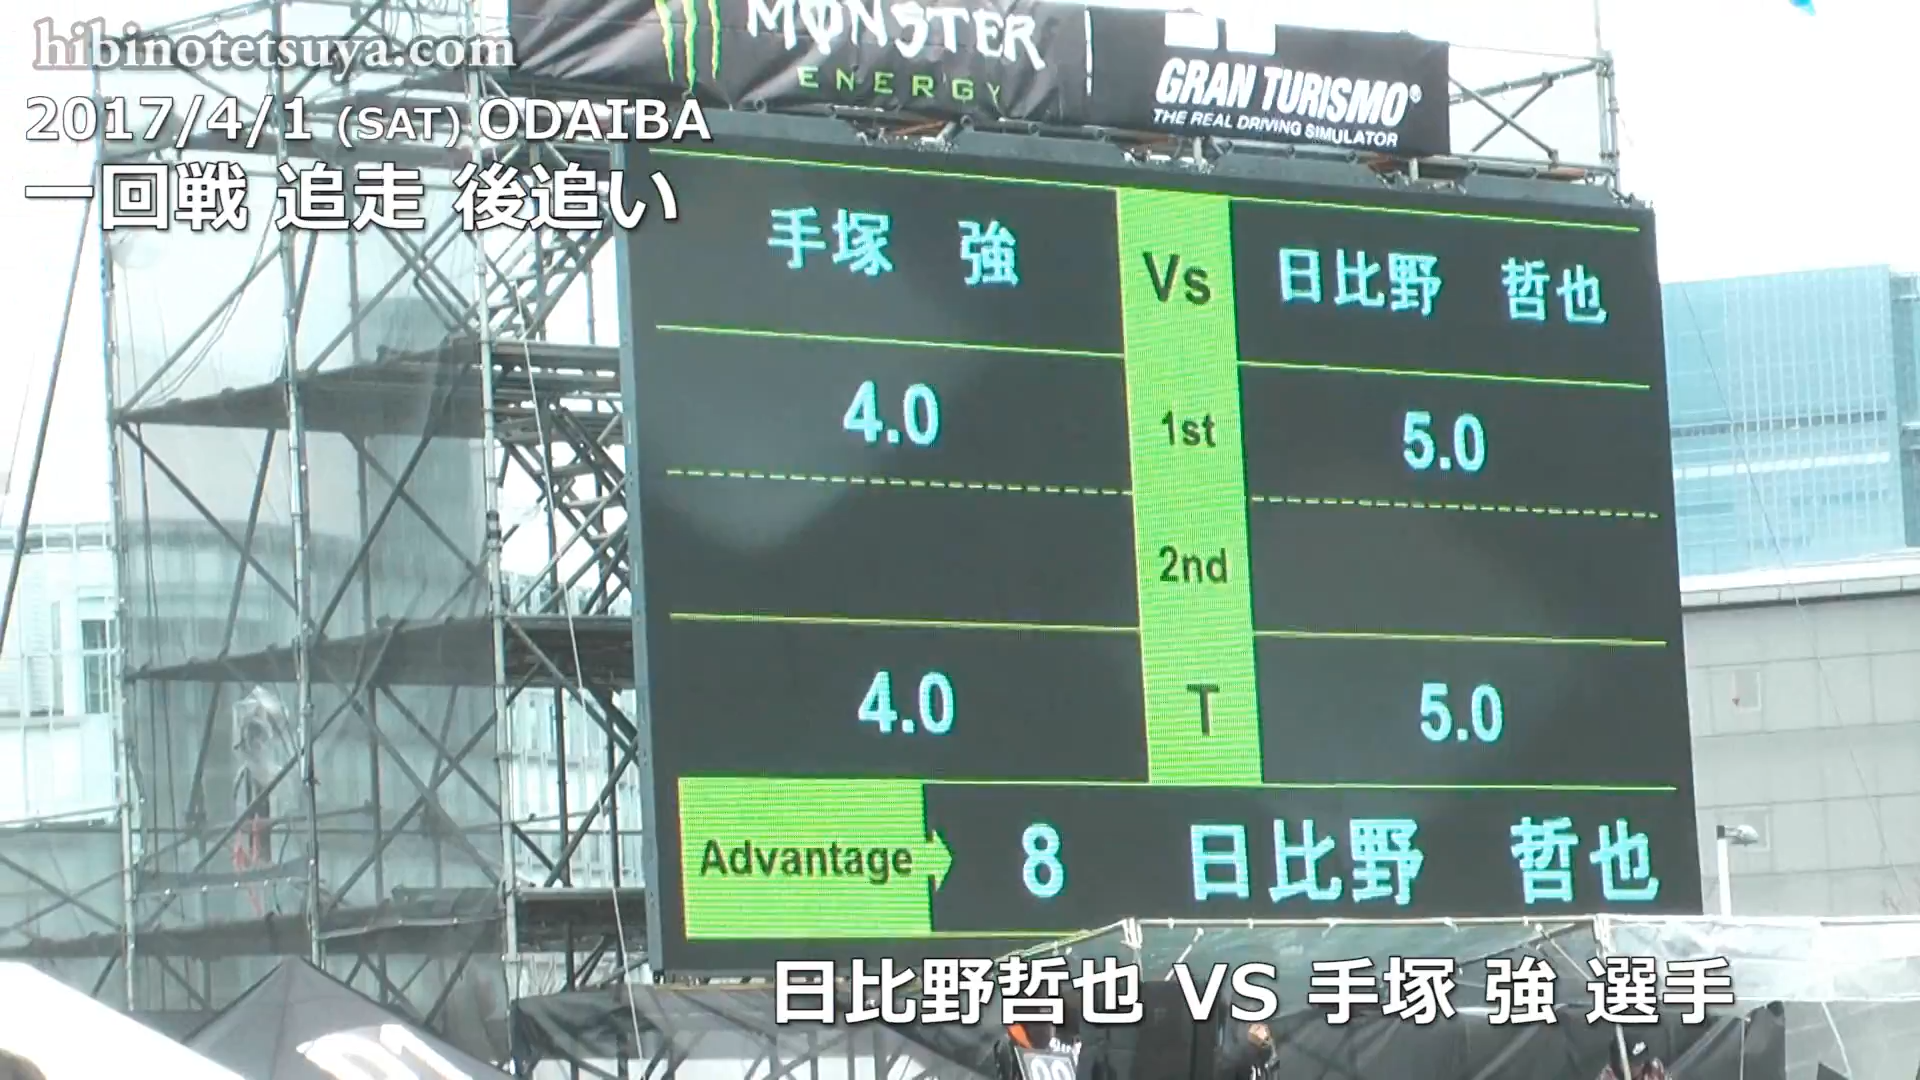 hibinotetsuya.com
2017/4/1 (SAT) ODAIBA
一回戦 追走 後追い
MONSTER
ENERGY
GRAN TURISMO®
THE REAL DRIVING SIMULATOR
手塚 強 Vs 日比野 哲也
4.0 1st 5.0
2nd
4.0 T 5.0
Advantage 8 日比野 哲也
日比野哲也 VS 手塚 強 選手